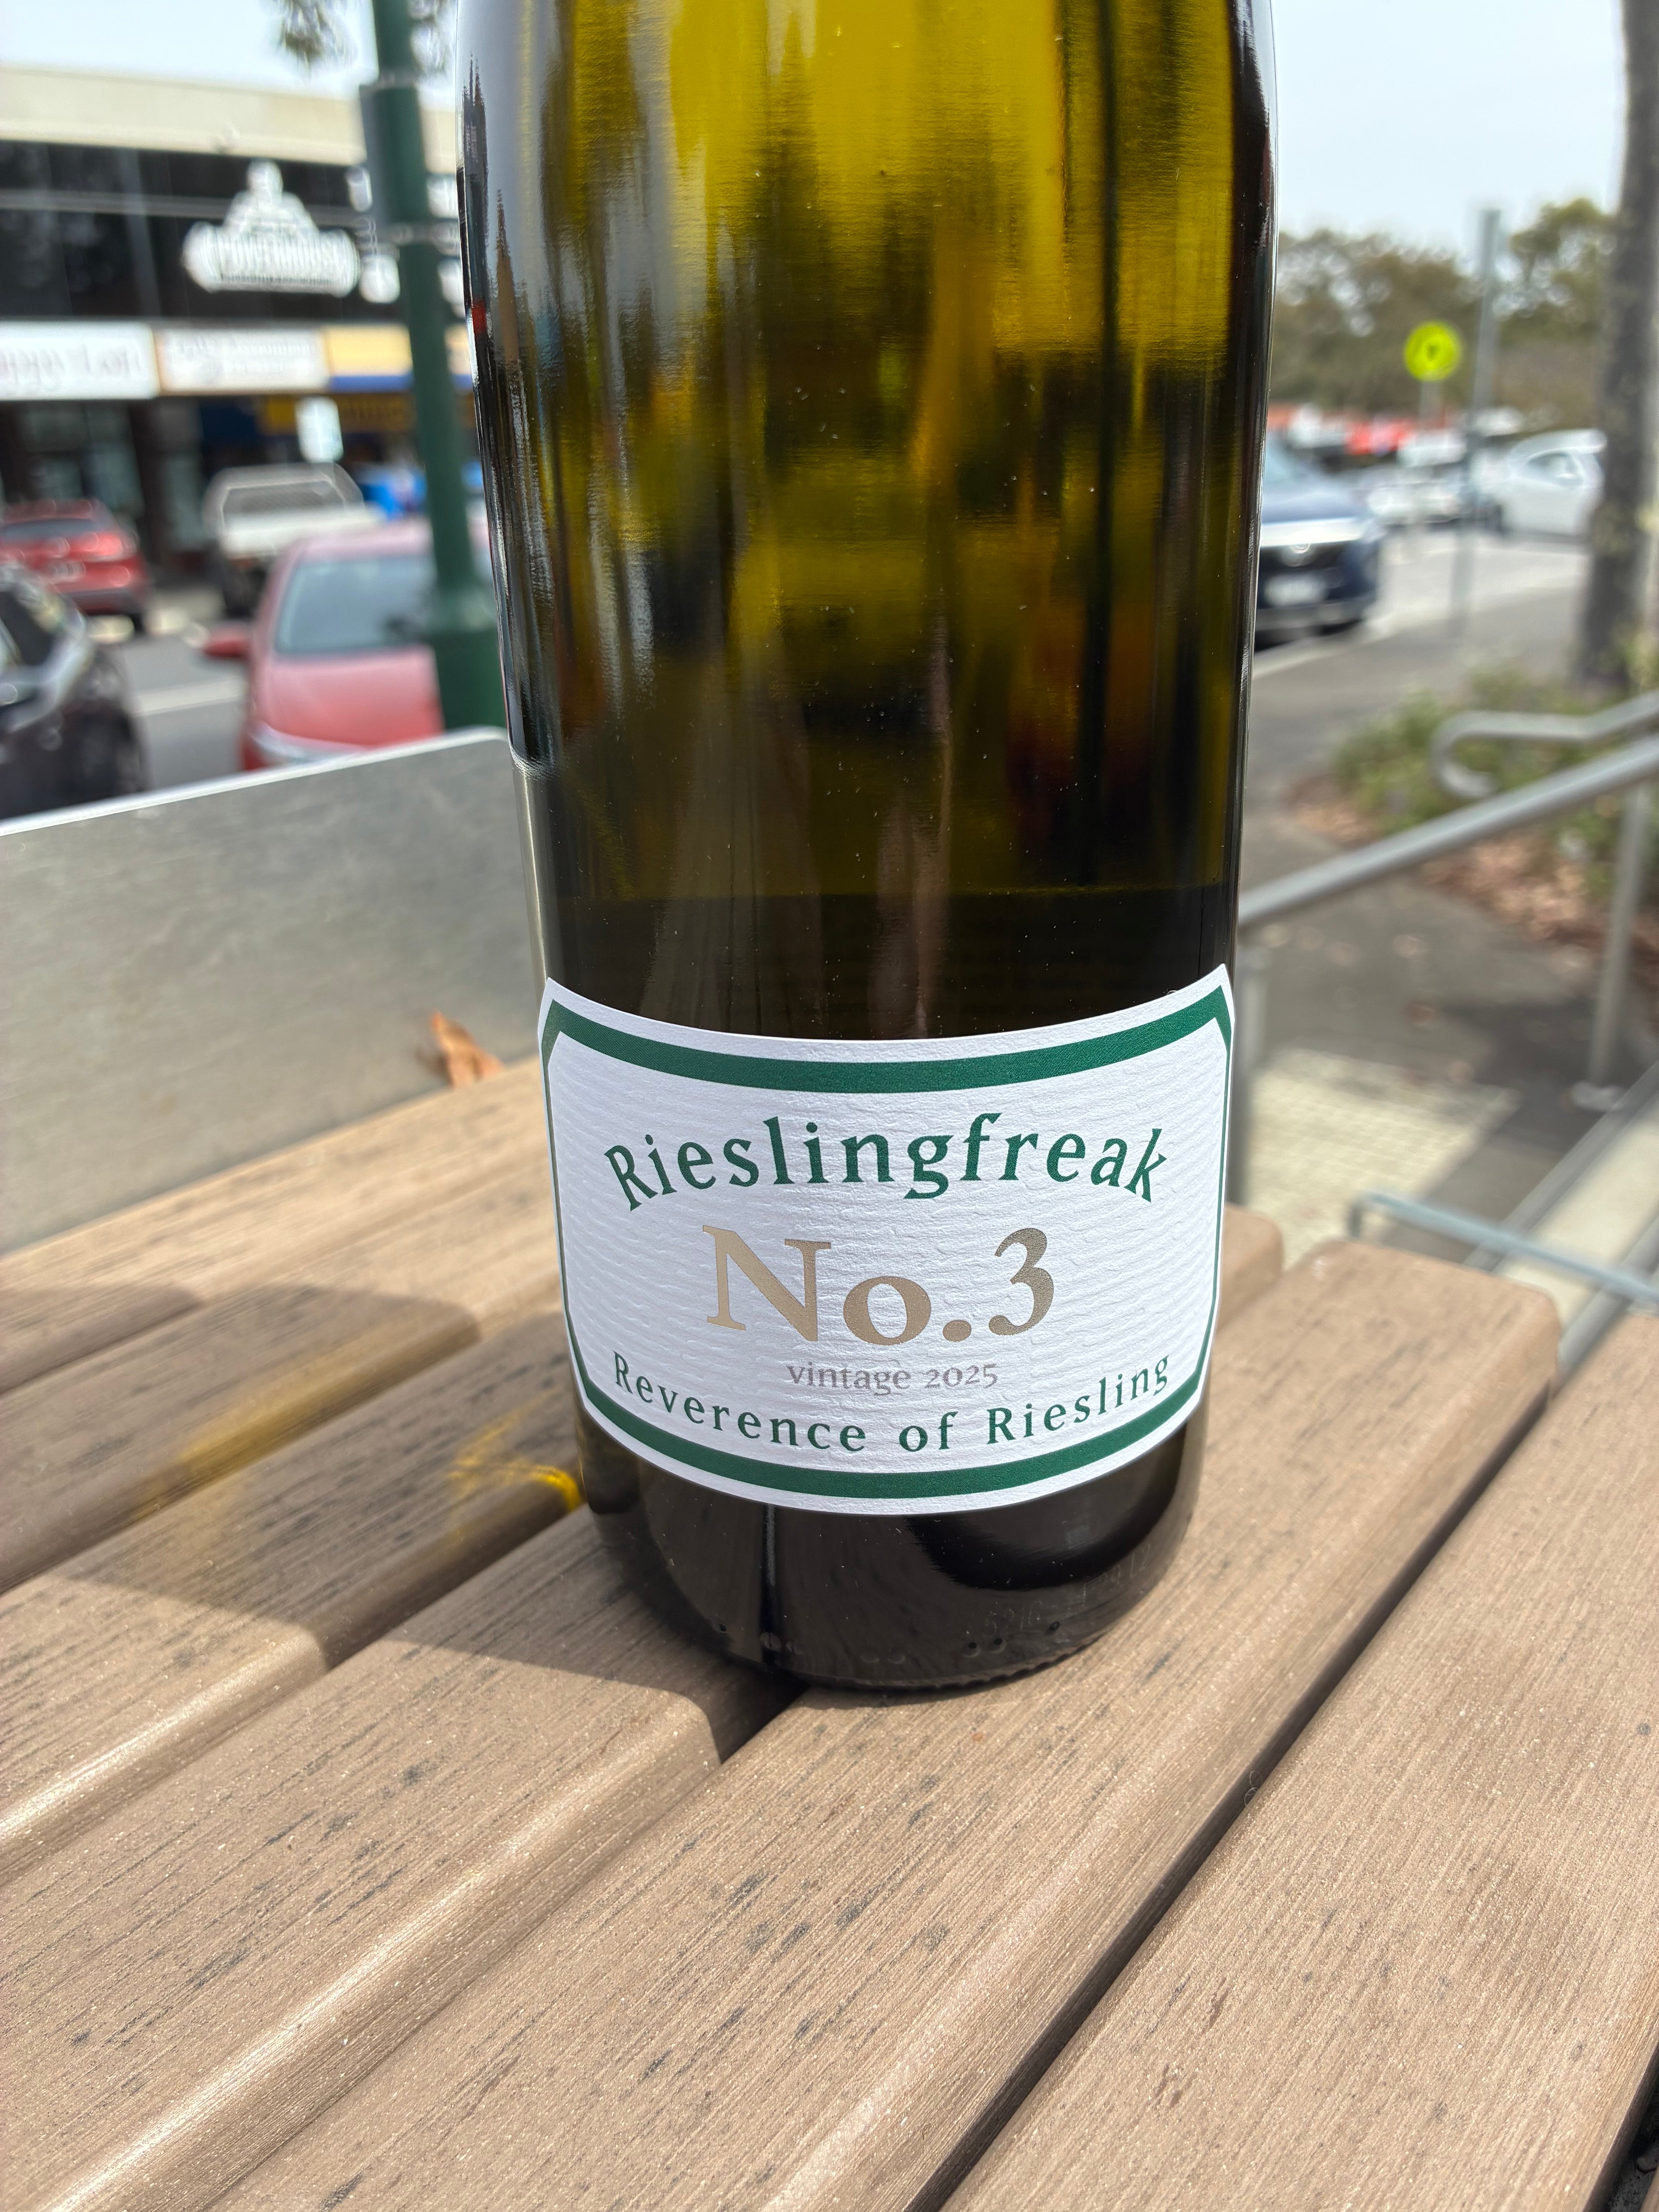 Rieslingfreak
No.3
vintage 2025
Reverence of Riesling